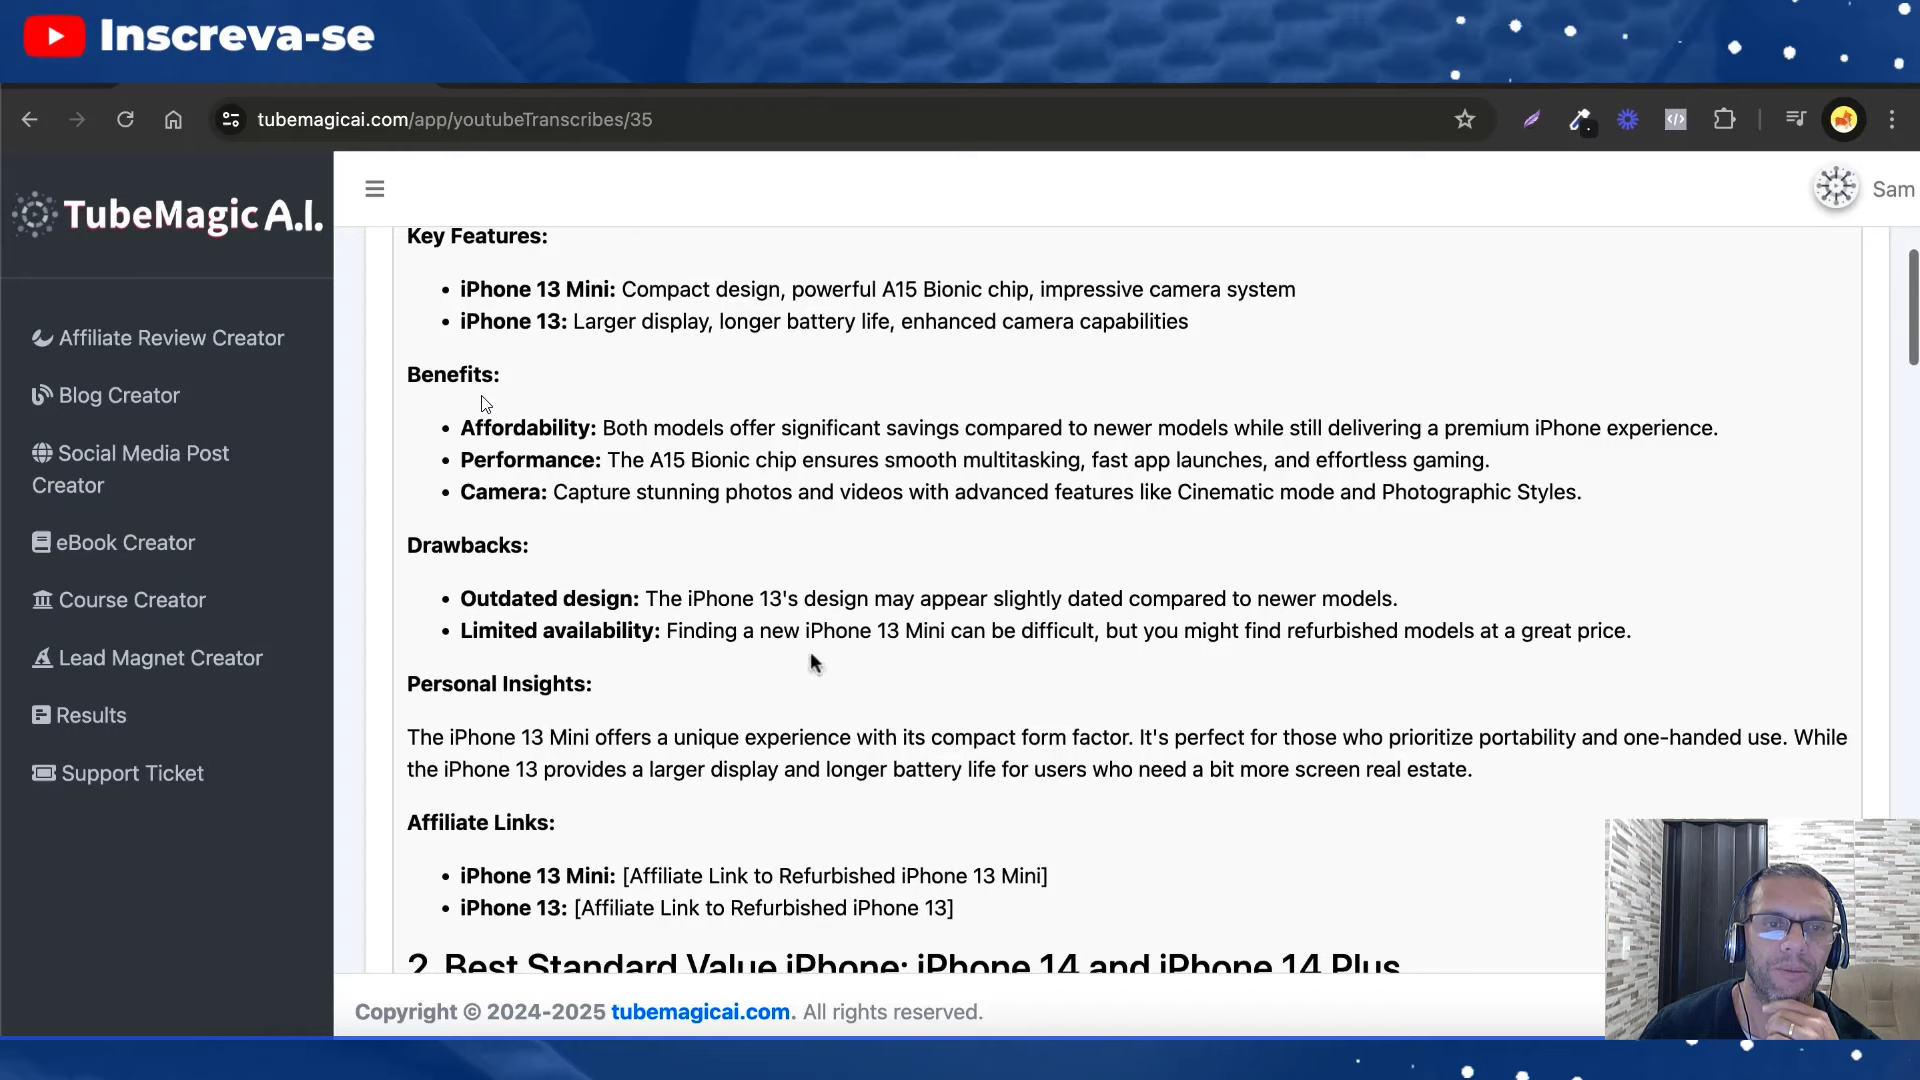 Inscreva-se
tubemagicai.com/app/youtubeTranscribes/35
TubeMagic A.I.
Sam
Affiliate Review Creator
Blog Creator
Social Media Post
Creator
eBook Creator
Course Creator
Lead Magnet Creator
Results
Support Ticket
Key Features:
• iPhone 13 Mini: Compact design, powerful A15 Bionic chip, impressive camera system
• iPhone 13: Larger display, longer battery life, enhanced camera capabilities
Benefits:
• Affordability: Both models offer significant savings compared to newer models while still delivering a premium iPhone experience.
• Performance: The A15 Bionic chip ensures smooth multitasking, fast app launches, and effortless gaming.
• Camera: Capture stunning photos and videos with advanced features like Cinematic mode and Photographic Styles.
Drawbacks:
• Outdated design: The iPhone 13's design may appear slightly dated compared to newer models.
• Limited availability: Finding a new iPhone 13 Mini can be difficult, but you might find refurbished models at a great price.
Personal Insights:
The iPhone 13 Mini offers a unique experience with its compact form factor. It's perfect for those who prioritize portability and one-handed use. While
the iPhone 13 provides a larger display and longer battery life for users who need a bit more screen real estate.
Affiliate Links:
• iPhone 13 Mini: [Affiliate Link to Refurbished iPhone 13 Mini]
• iPhone 13: [Affiliate Link to Refurbished iPhone 13]
2. Best Standard Value iPhone: iPhone 14 and iPhone 14 Plus
Copyright © 2024-2025 tubemagicai.com. All rights reserved.